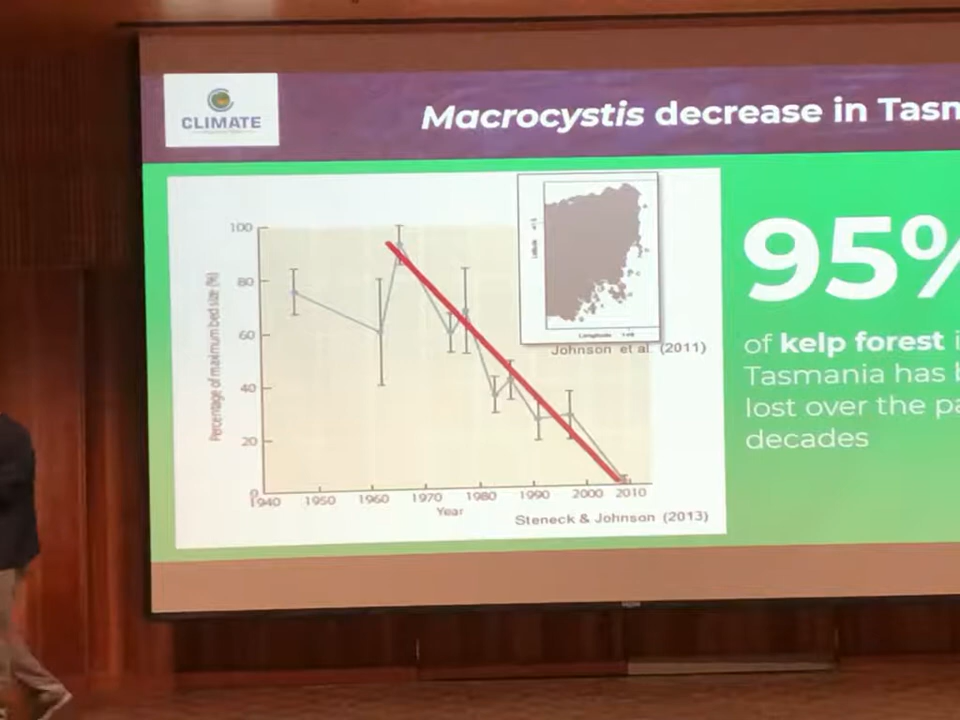 CLIMATE
Macrocystis decrease in Tasm
100
80
60
40
20
0
Percentage of maximum bed size (%)
1940 1950 1960 1970 1980 1990 2000 2010
Year
Longitude
Johnson et al. (2011)
Steneck & Johnson (2013)
95%
of kelp forest i
Tasmania has b
lost over the pa
decades